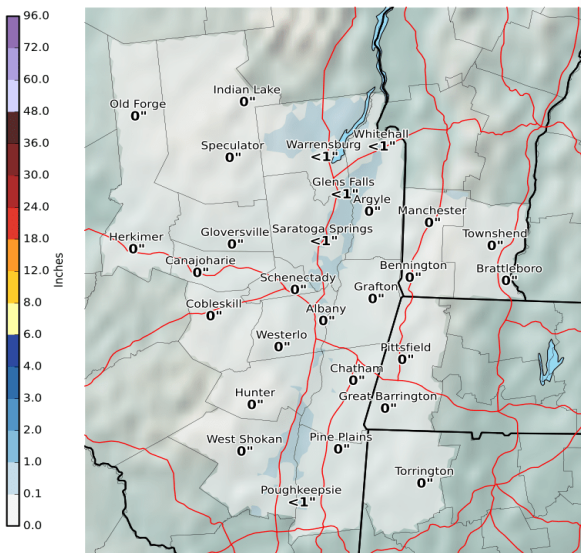 96.0
72.0
60.0
48.0
36.0
30.0
24.0
18.0
12.0
8.0
6.0
4.0
3.0
2.0
1.0
0.1
0.0
Inches
Indian Lake
0"
Old Forge
0"
Speculator
0"
Warrensburg
<1"
Whitehall
<1"
Glens Falls
<1"
Argyle
0"
Manchester
0"
Herkimer
0"
Gloversville
0"
Saratoga Springs
<1"
Townshend
0"
Canajoharie
0"
Schenectady
0"
Bennington
0"
Brattleboro
0"
Grafton
0"
Cobleskill
0"
Albany
0"
Westerlo
0"
Pittsfield
0"
Chatham
0"
Hunter
0"
Great Barrington
0"
West Shokan
0"
Pine Plains
0"
Torrington
0"
Poughkeepsie
<1"